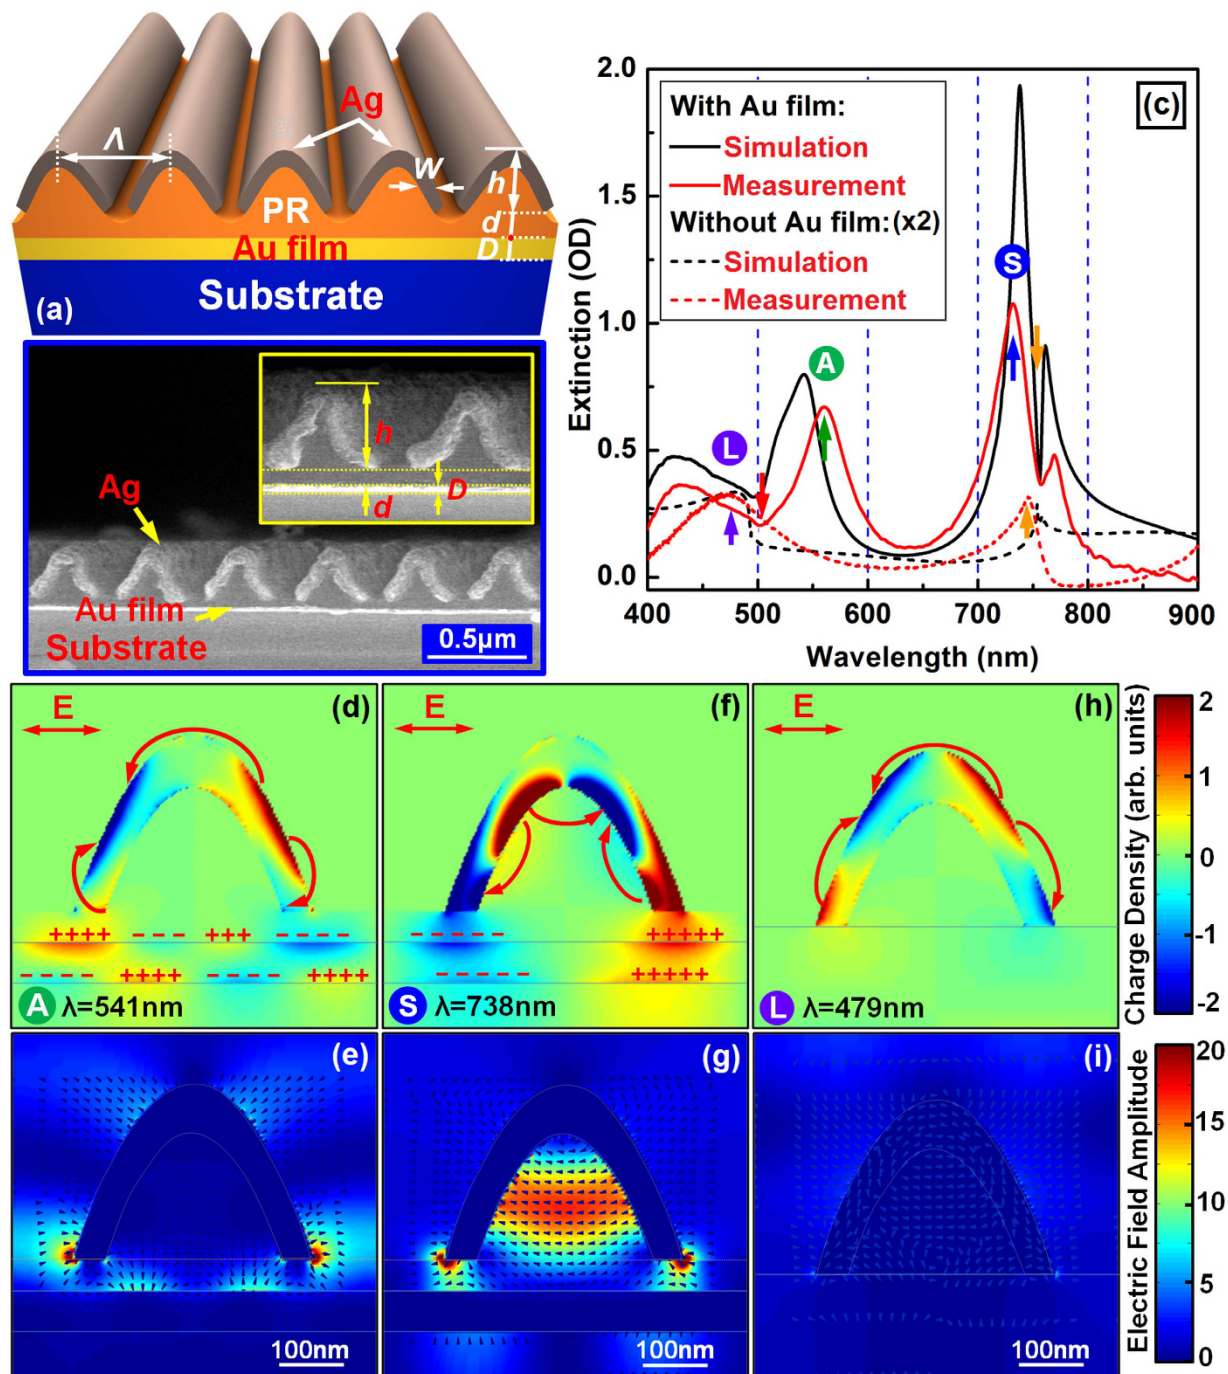 Ag
Λ
W
h
PR
d
Au film
D
Substrate
(a)
h
D
d
Ag
Au film
Substrate
0.5μm
(c)
With Au film:
Simulation
Measurement
Without Au film:(x2)
Simulation
Measurement
L
A
S
Extinction (OD)
2.0
1.5
1.0
0.5
0.0
400 500 600 700 800 900
Wavelength (nm)
E (d)
++++ - - - - +++ - - - - -
- - - - - ++++ - - - - ++++
A λ=541nm
E (f)
- - - - - +++++
- - - - - +++++
S λ=738nm
E (h)
L λ=479nm
2
1
0
-1
-2
Charge Density (arb. units)
(e)
100nm
(g)
100nm
(i)
100nm
20
15
10
5
0
Electric Field Amplitude